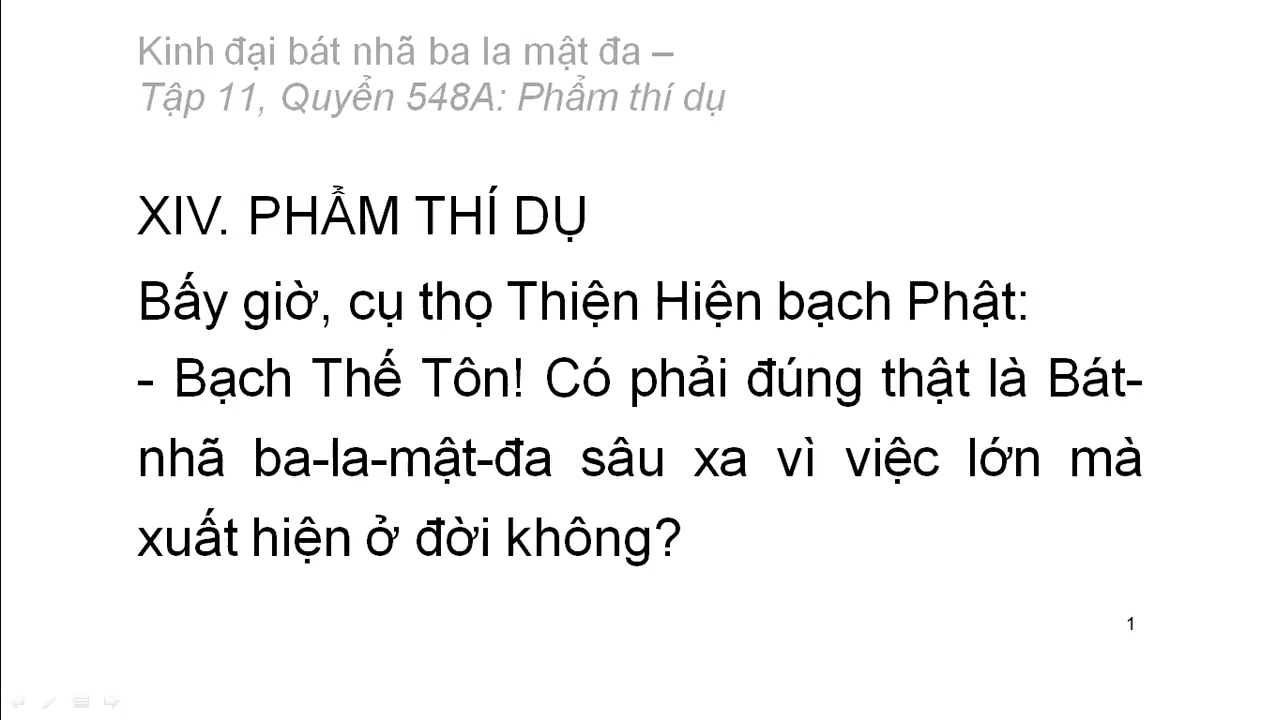 Kinh đại bát nhã ba la mật đa –
Tập 11, Quyển 548A: Phẩm thí dụ
XIV. PHẨM THÍ DỤ
Bấy giờ, cụ thọ Thiện Hiện bạch Phật:
- Bạch Thế Tôn! Có phải đúng thật là Bát-
nhã ba-la-mật-đa sâu xa vì việc lớn mà
xuất hiện ở đời không?
1